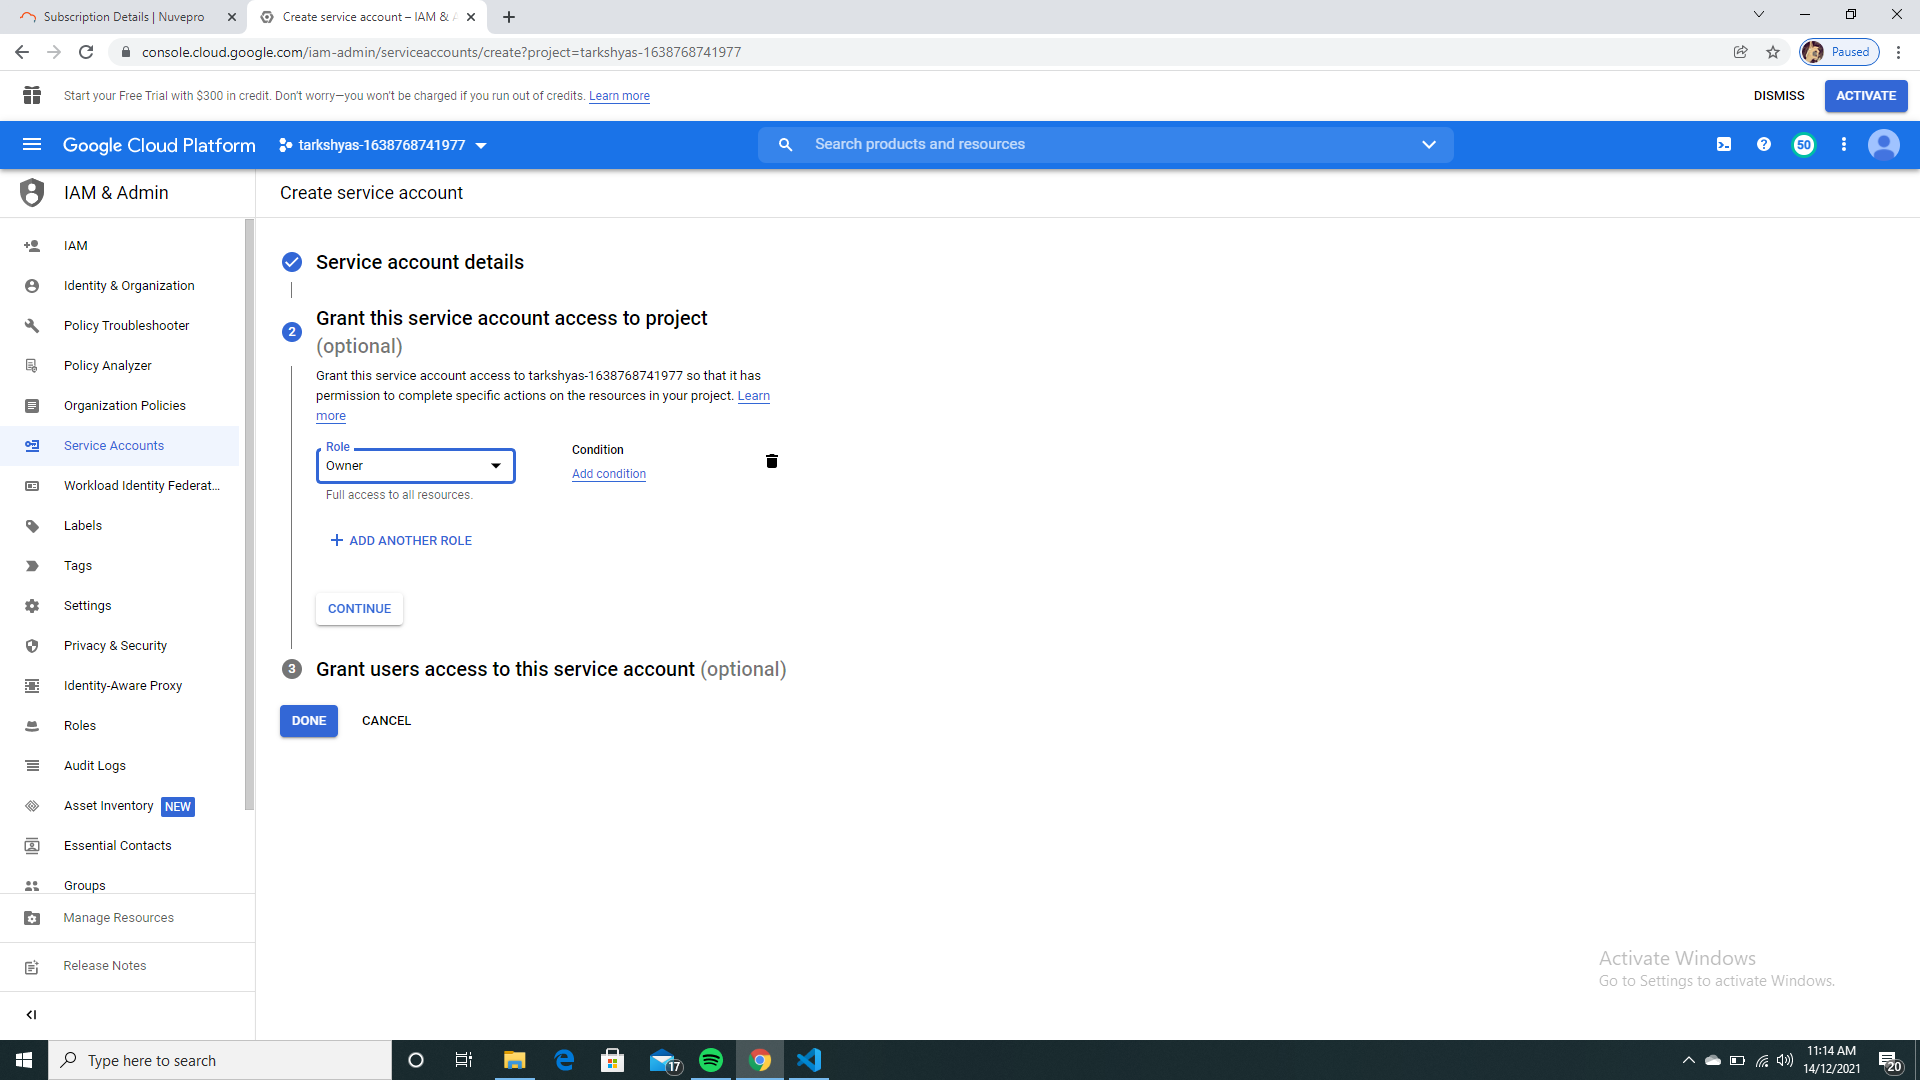 Subscription Details | Nuvepro
Create service account – IAM & A
console.cloud.google.com/iam-admin/serviceaccounts/create?project=tarkshyas-1638768741977
Paused
Start your Free Trial with $300 in credit. Don't worry—you won't be charged if you run out of credits. Learn more
DISMISS
ACTIVATE
Google Cloud Platform
tarkshyas-1638768741977
Search products and resources
50
IAM & Admin
Create service account
IAM
Identity & Organization
Policy Troubleshooter
Policy Analyzer
Organization Policies
Service Accounts
Workload Identity Federat...
Labels
Tags
Settings
Privacy & Security
Identity-Aware Proxy
Roles
Audit Logs
Asset Inventory NEW
Essential Contacts
Groups
Manage Resources
Release Notes
Service account details
2
Grant this service account access to project
(optional)
Grant this service account access to tarkshyas-1638768741977 so that it has
permission to complete specific actions on the resources in your project. Learn
more
Role
Owner
Full access to all resources.
Condition
Add condition
ADD ANOTHER ROLE
CONTINUE
3
Grant users access to this service account (optional)
DONE
CANCEL
Activate Windows
Go to Settings to activate Windows.
Type here to search
17
11:14 AM
14/12/2021
20